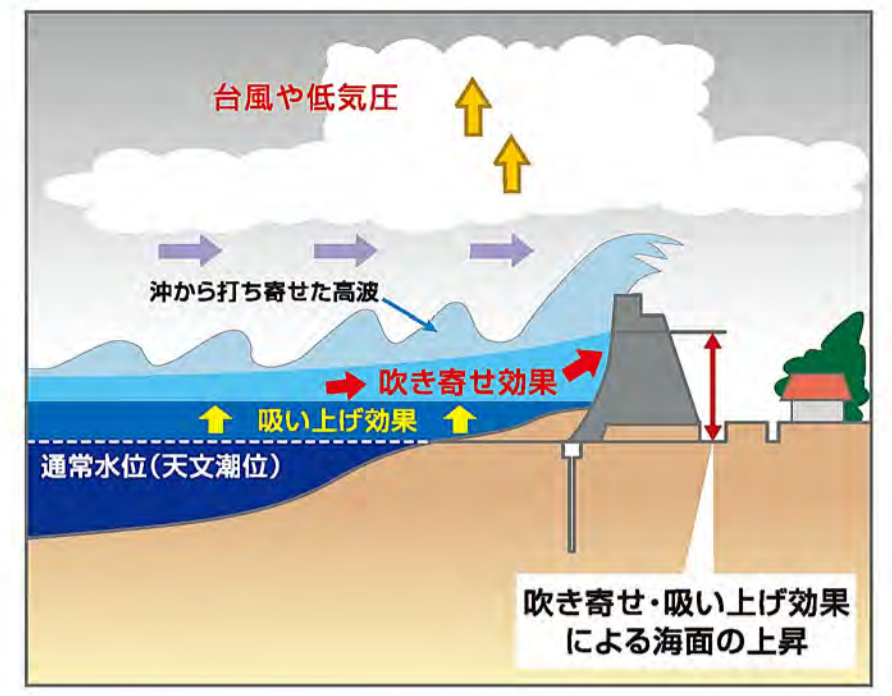 台風や低気圧
沖から打ち寄せた高波
吹き寄せ効果
吸い上げ効果
通常水位(天文潮位)
吹き寄せ・吸い上げ効果
による海面の上昇